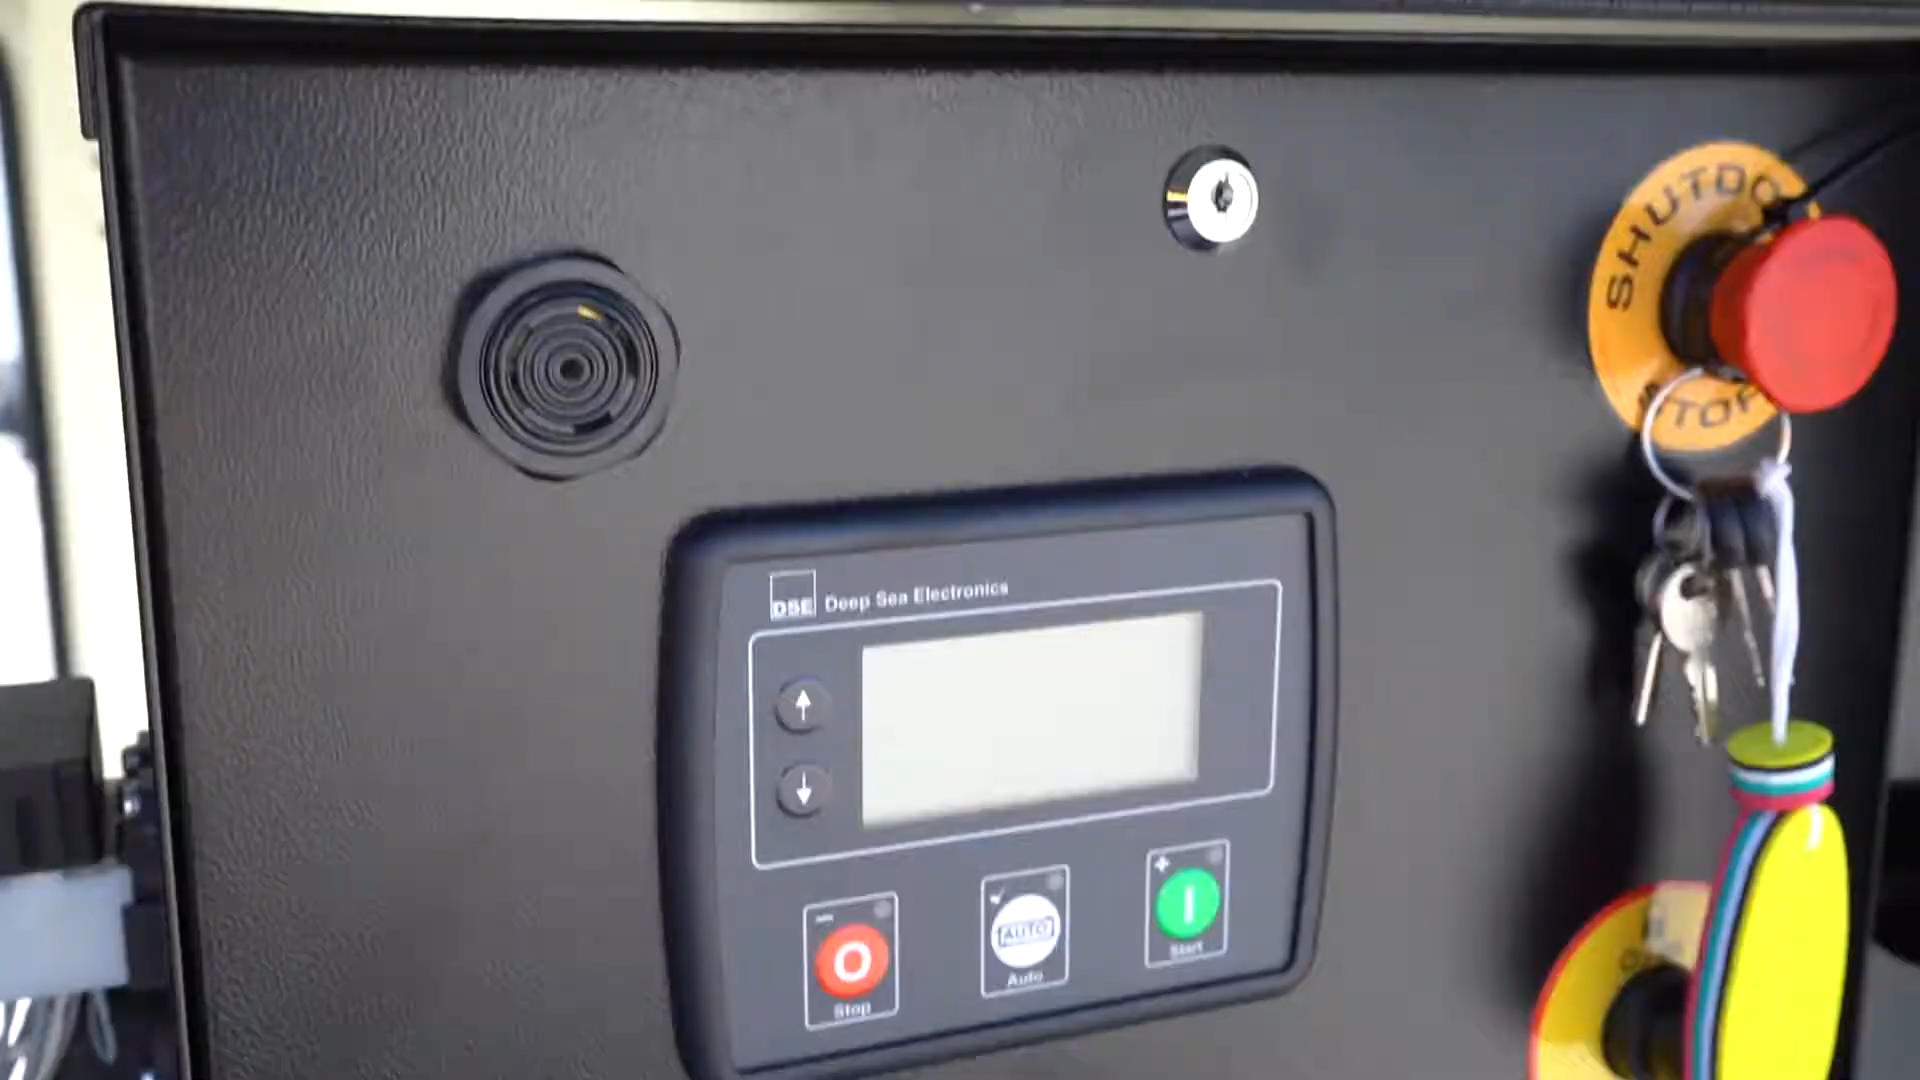 SHUTDO
STOP
DSE Deep Sea Electronics
AUTO
Stop
Auto
Start